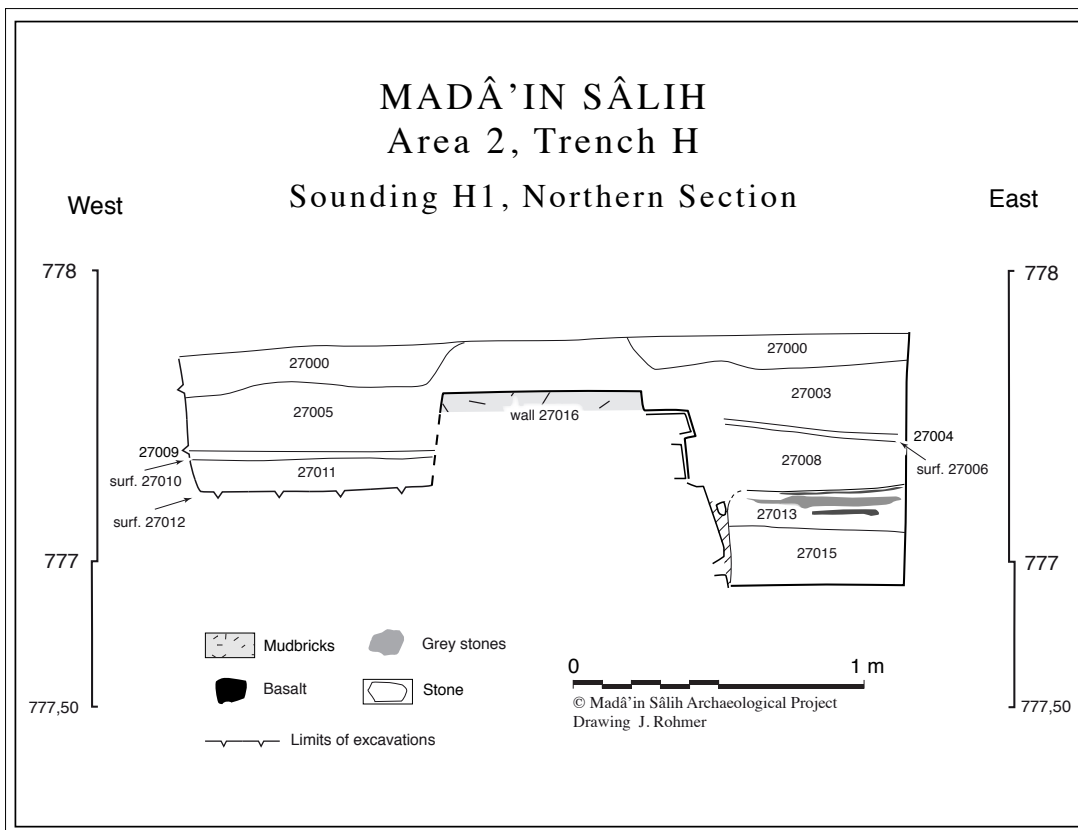 MADÂ’IN SÂLIH
Area 2, Trench H
Sounding H1, Northern Section
West
East
778
778
27000
27000
27005
27003
wall 27016
27009
27004
surf. 27010
27011
27008
surf. 27006
surf. 27012
27013
777
27015
777
Mudbricks
Grey stones
Basalt
Stone
0
1 m
© Madâ’in Sâlih Archaeological Project
Drawing J. Rohmer
777,50
777,50
Limits of excavations